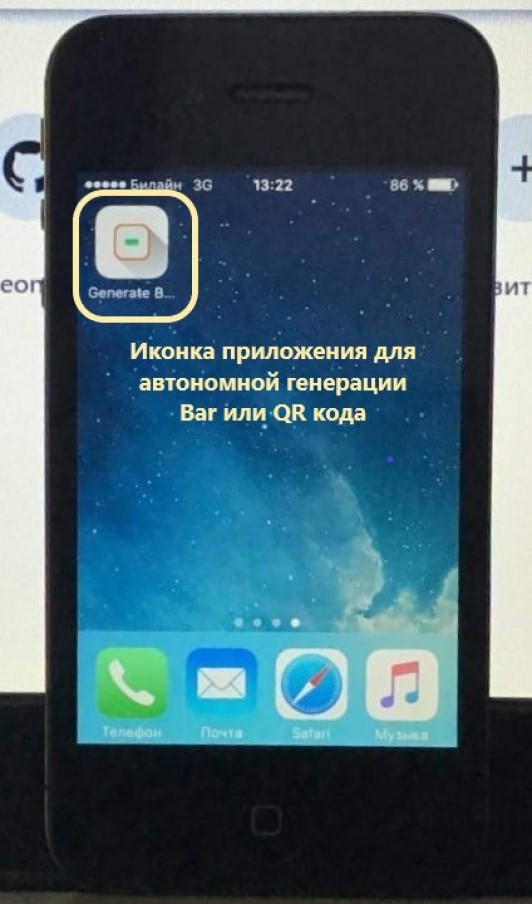 Билайн 3G 13:22 86 %
eon
вит
Generate B...
Иконка приложения для
автономной генерации
Bar или QR кода
Телефон Почта Safari Музыка